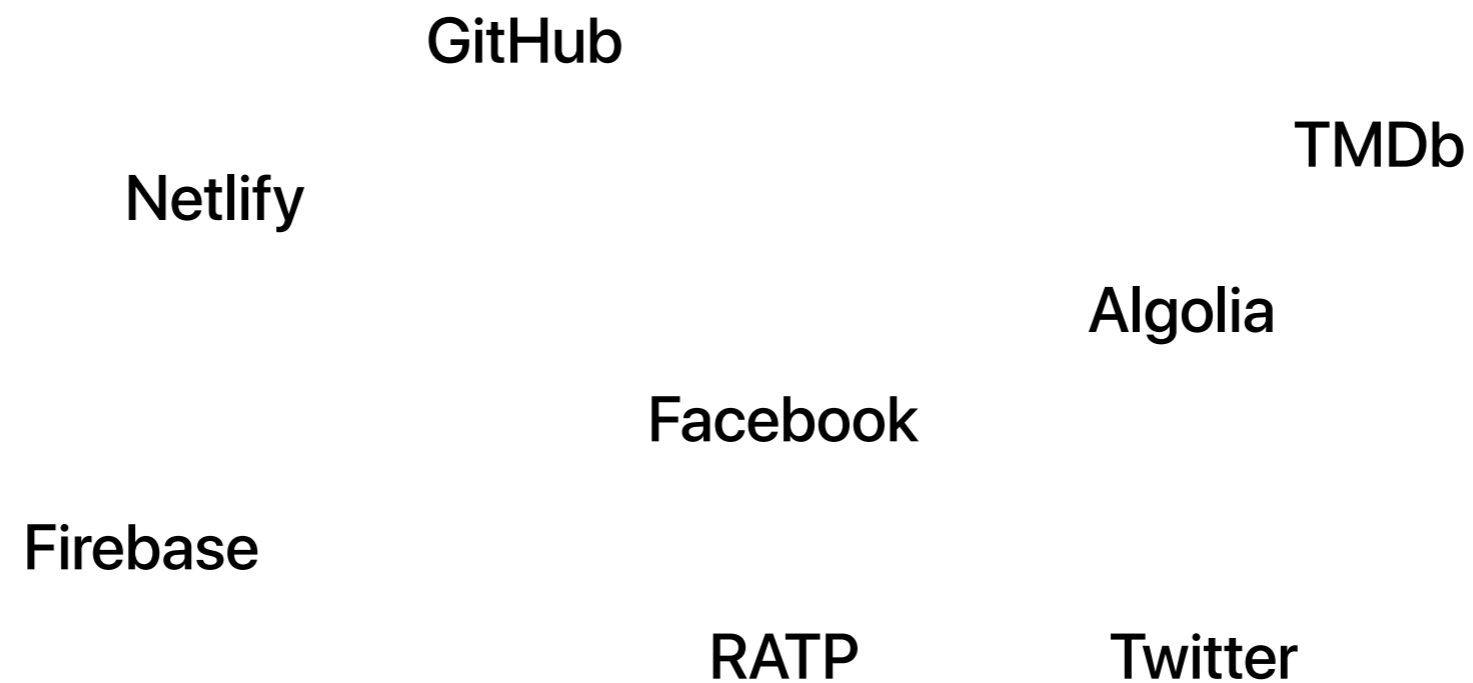 GitHub
TMDb
Netlify
Algolia
Facebook
Firebase
RATP
Twitter